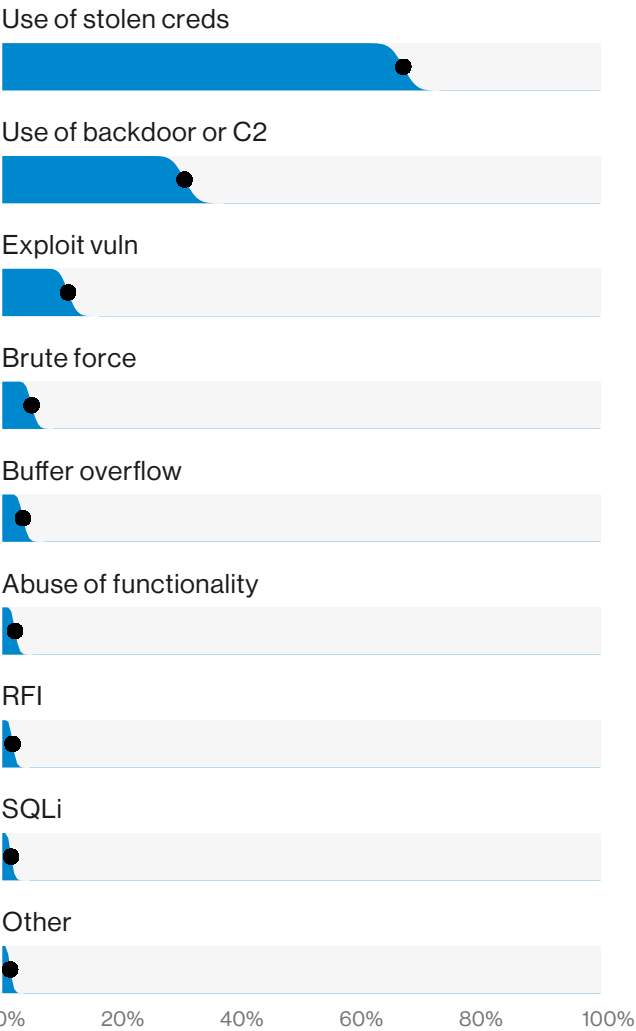 Use of stolen creds
Use of backdoor or C2
Exploit vuln
Brute force
Buffer overflow
Abuse of functionality
RFI
SQLi
Other
0% 20% 40% 60% 80% 100%